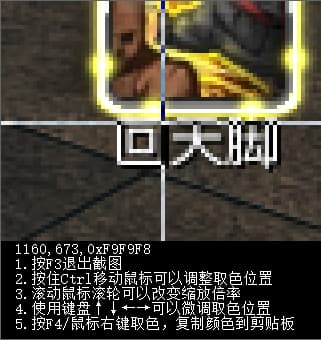 回天脚
1160,673,0xF9F9F8
1.按F3退出截图
2.按住Ctrl移动鼠标可以调整取色位置
3.滚动鼠标滚轮可以改变缩放倍率
4.使用键盘↑↓←→可以微调取色位置
5.按F4/鼠标右键取色，复制颜色到剪贴板